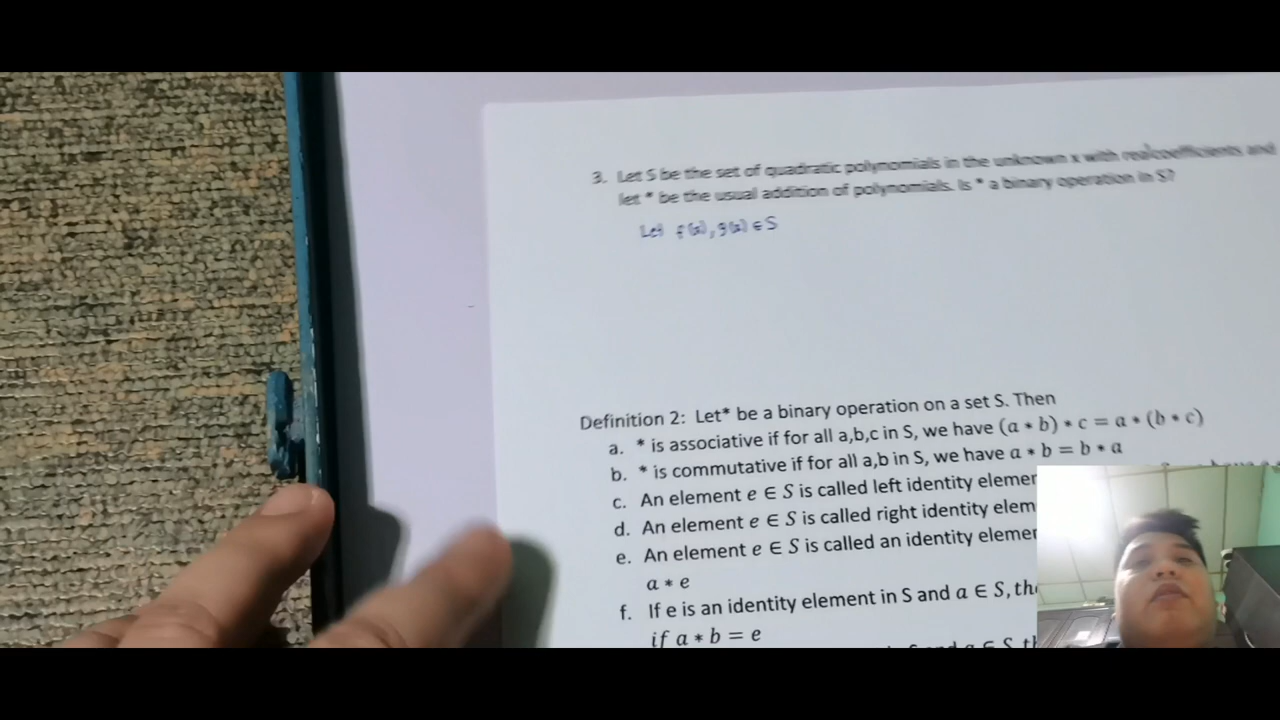 3. Let S be the set of quadratic polynomials in the unknown x with real coefficients and
let * be the usual addition of polynomials. Is * a binary operation in S?
Let f(x), g(x) ∈ S
Definition 2: Let* be a binary operation on a set S. Then
a. * is associative if for all a,b,c in S, we have (a * b) * c = a * (b * c)
b. * is commutative if for all a,b in S, we have a * b = b * a
c. An element e ∈ S is called left identity elemen
d. An element e ∈ S is called right identity elem
e. An element e ∈ S is called an identity elemen
a * e
f. If e is an identity element in S and a ∈ S, the
if a * b = e